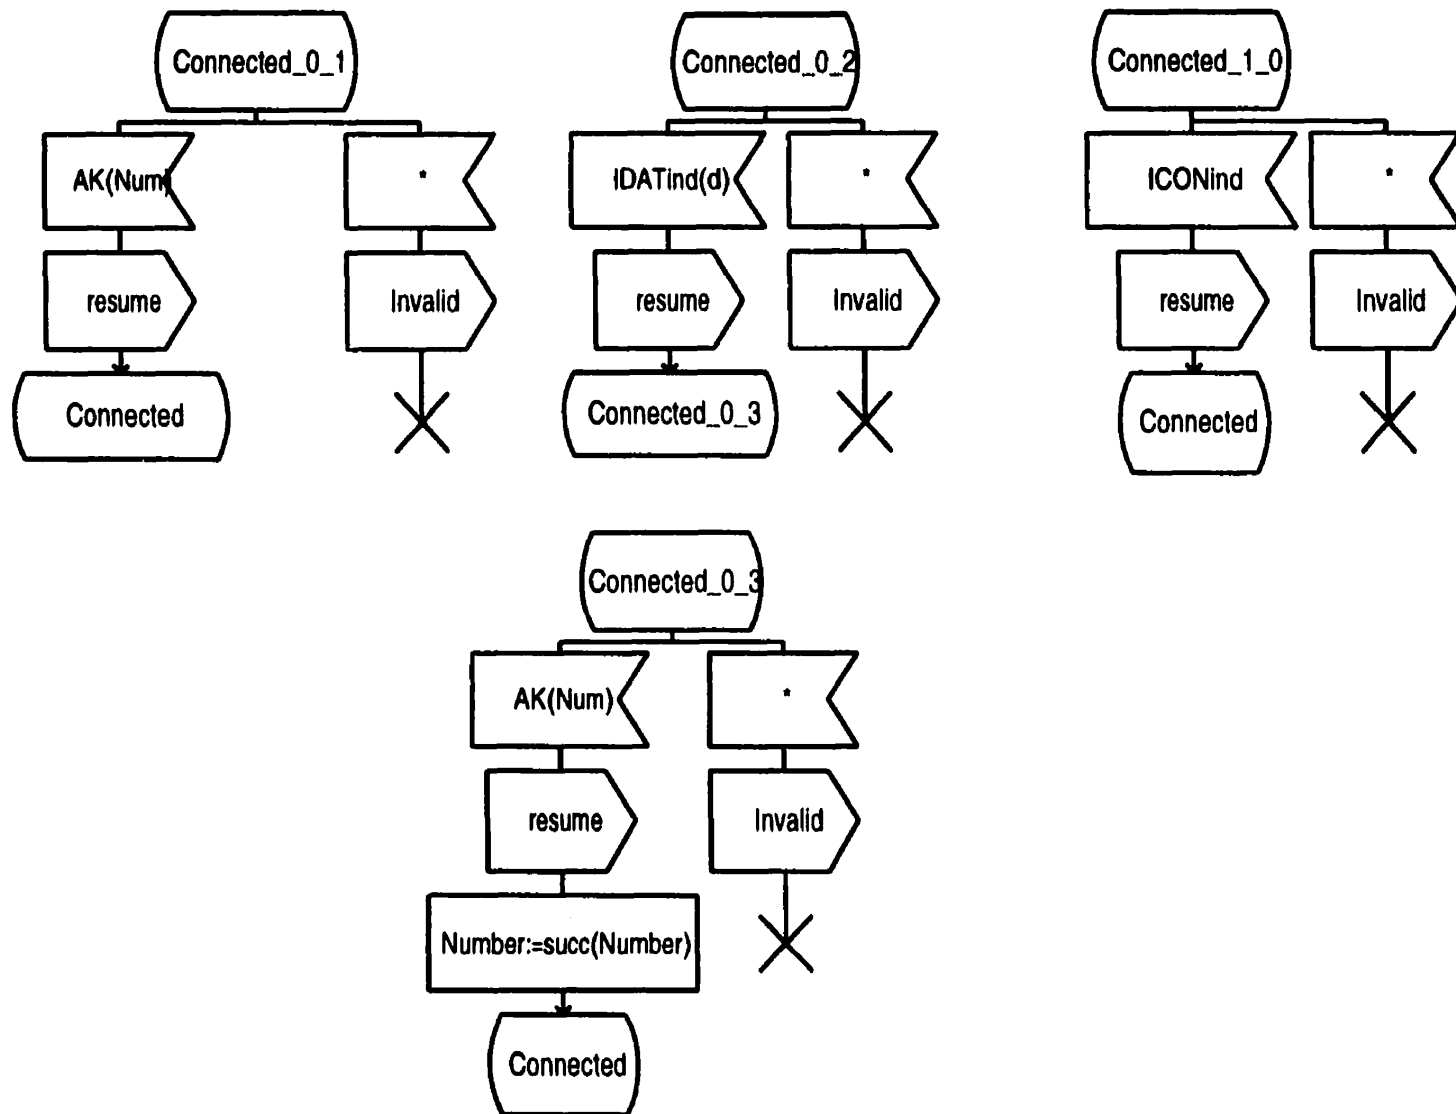 Connected_0_1
Connected_0_2
Connected_1_0
AK(Num)
*
IDATind(d)
*
ICONind
*
resume
Invalid
resume
Invalid
resume
Invalid
Connected
Connected_0_3
Connected
Connected_0_3
AK(Num)
*
resume
Invalid
Number:=succ(Number)
Connected